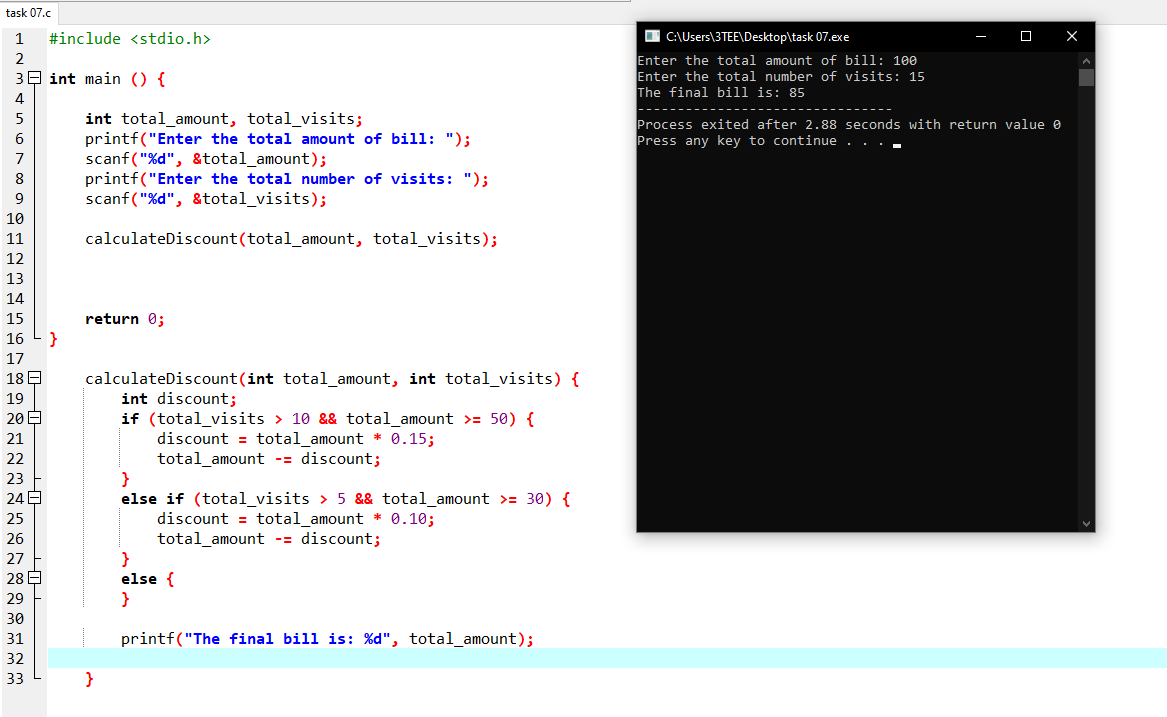 task 07.c
1 #include <stdio.h>
2
3 int main () {
4
5 int total_amount, total_visits;
6 printf("Enter the total amount of bill: ");
7 scanf("%d", &total_amount);
8 printf("Enter the total number of visits: ");
9 scanf("%d", &total_visits);
10
11 calculateDiscount(total_amount, total_visits);
12
13
14
15 return 0;
16 }
17
18 calculateDiscount(int total_amount, int total_visits) {
19 int discount;
20 if (total_visits > 10 && total_amount >= 50) {
21 discount = total_amount * 0.15;
22 total_amount -= discount;
23 }
24 else if (total_visits > 5 && total_amount >= 30) {
25 discount = total_amount * 0.10;
26 total_amount -= discount;
27 }
28 else {
29 }
30
31 printf("The final bill is: %d", total_amount);
32
33 }
C:\Users\3TEE\Desktop\task 07.exe
Enter the total amount of bill: 100
Enter the total number of visits: 15
The final bill is: 85
--------------------------------
Process exited after 2.88 seconds with return value 0
Press any key to continue . . .